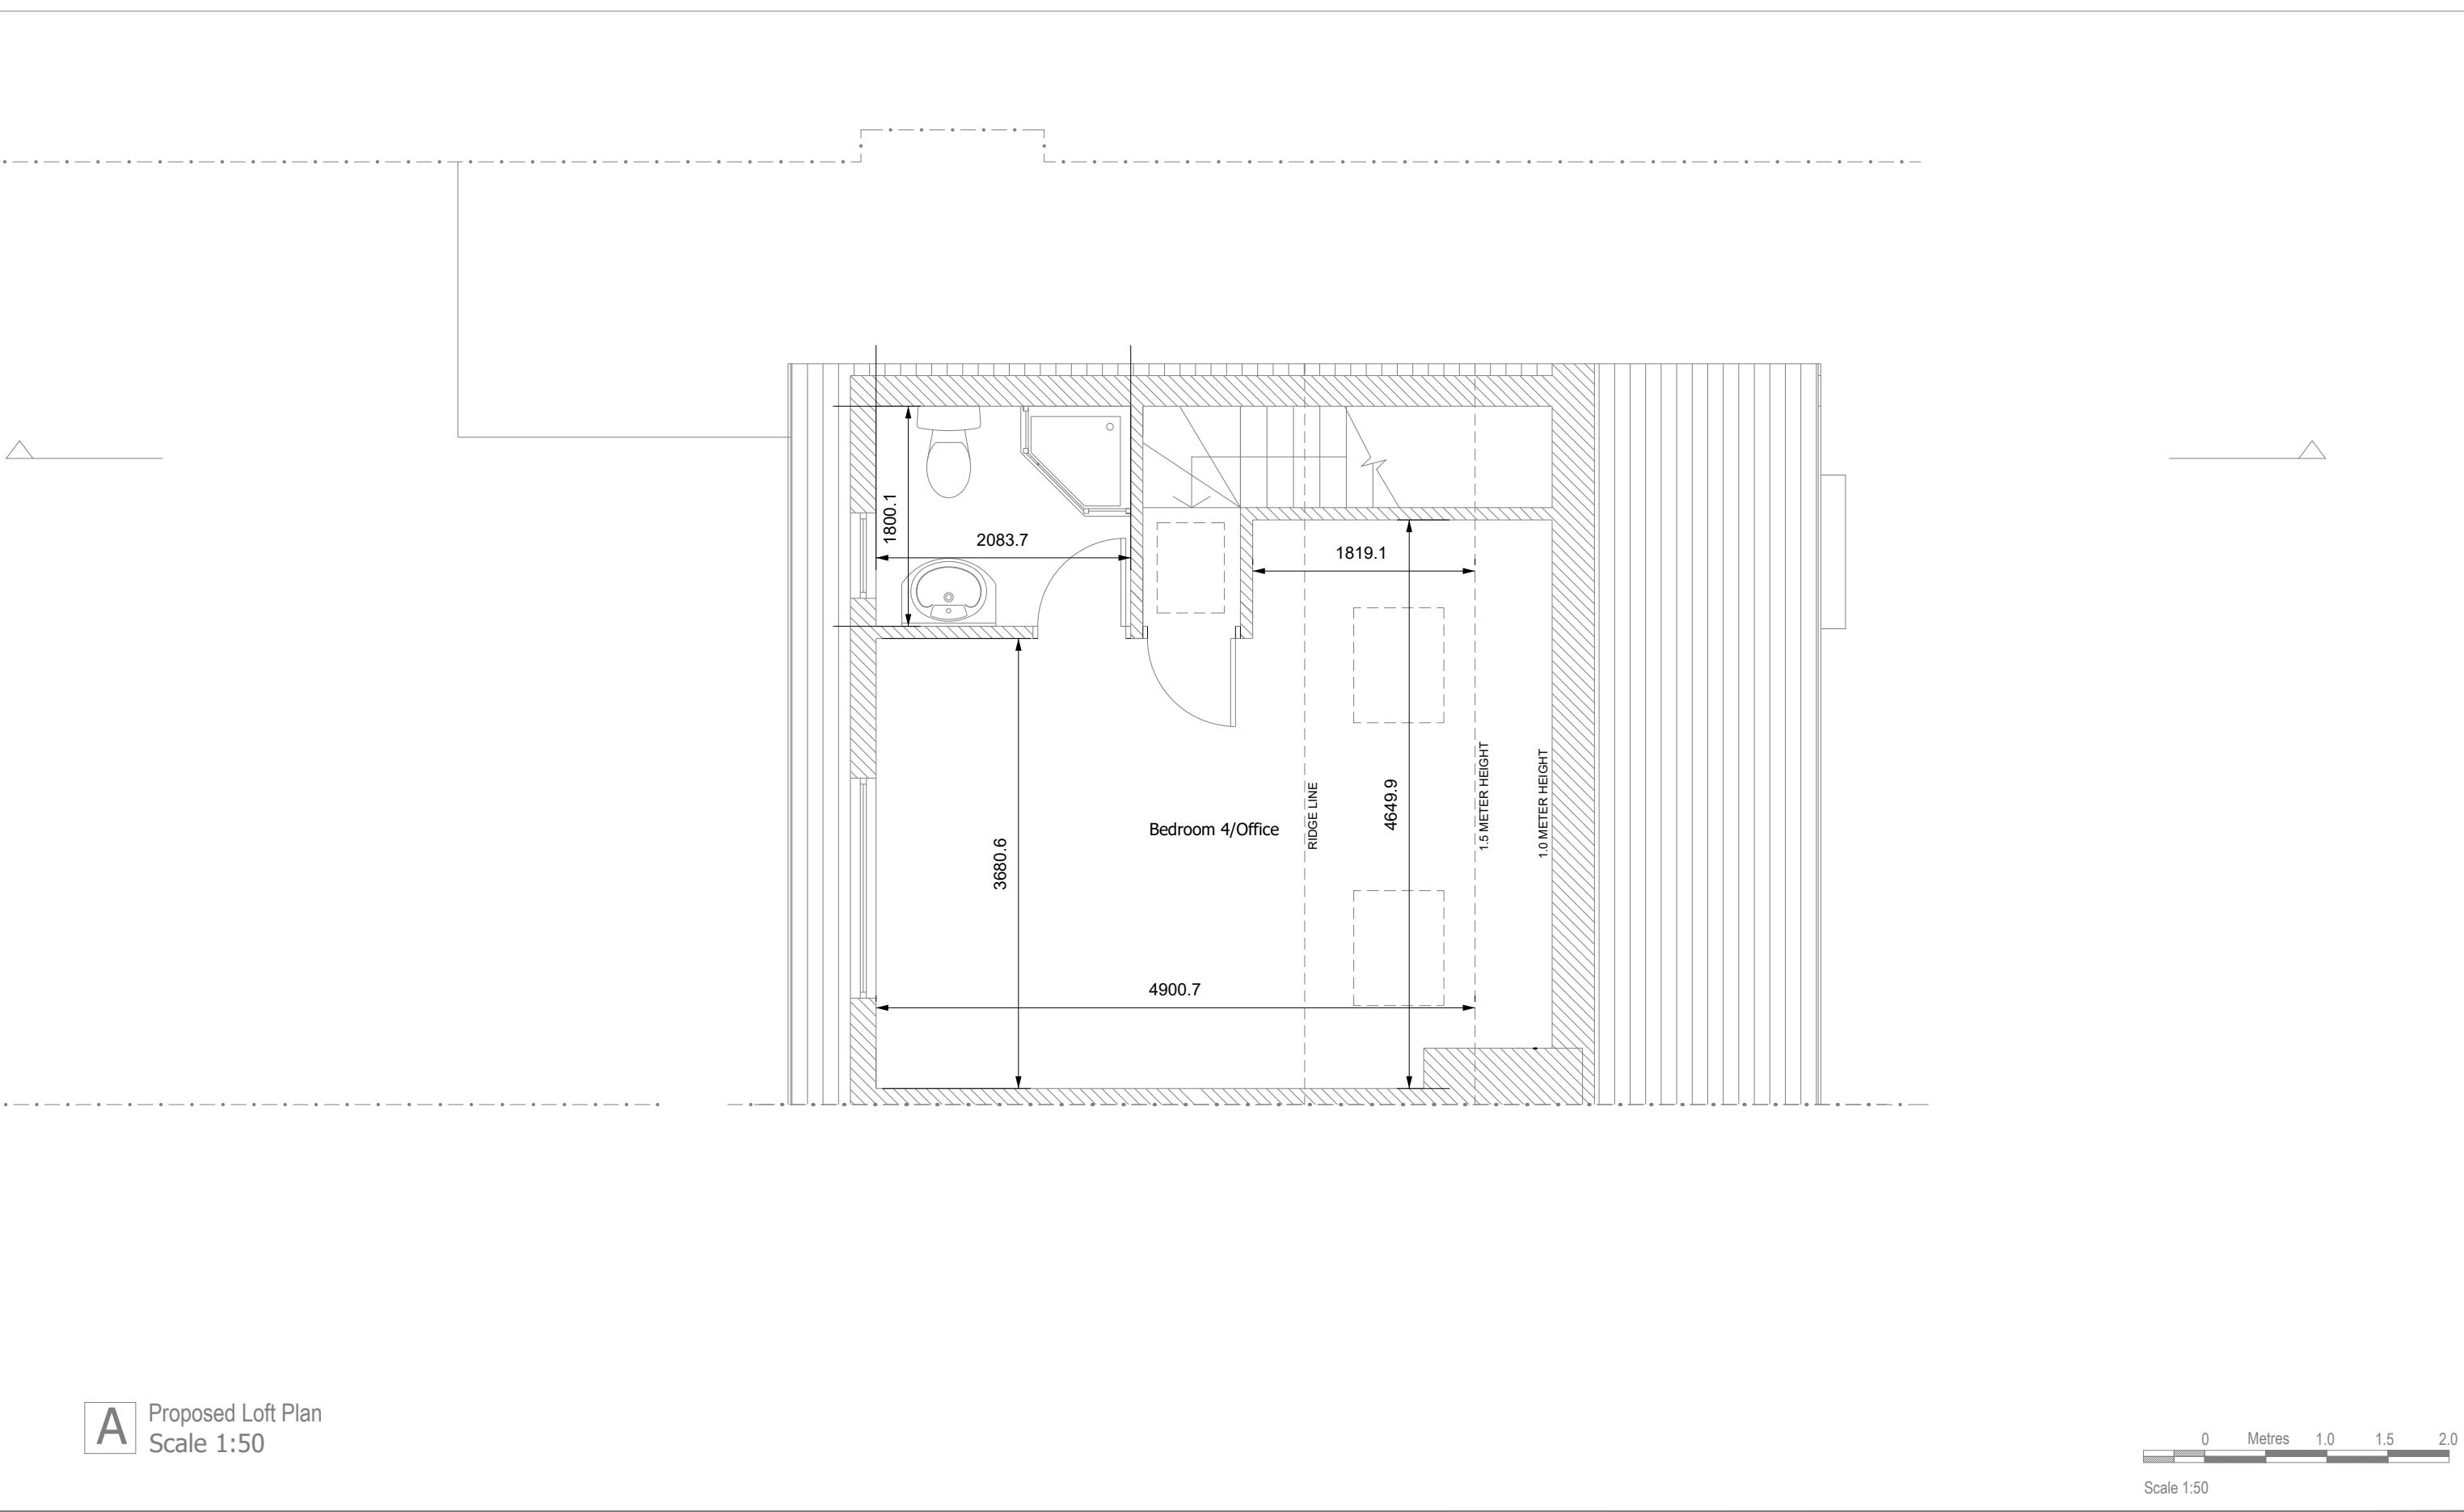 1800.1
2083.7
1819.1
3680.6
Bedroom 4/Office
RIDGE LINE
4649.9
1.5 METER HEIGHT
1.0 METER HEIGHT
4900.7
A
Proposed Loft Plan
Scale 1:50
0 Metres 1.0 1.5 2.0
Scale 1:50